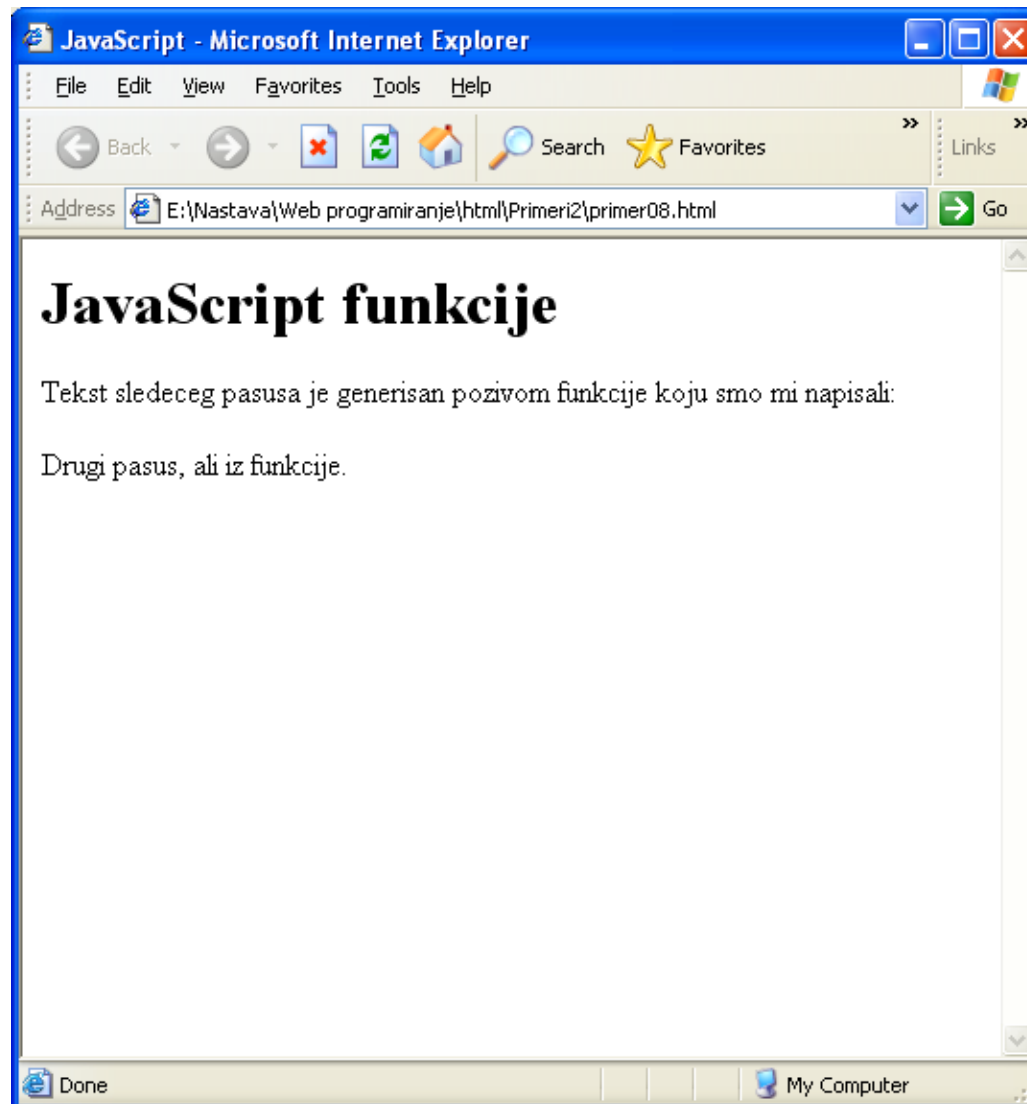 JavaScript - Microsoft Internet Explorer
File Edit View Favorites Tools Help
Back Search Favorites » Links »
Address E:\Nastava\Web programiranje\html\Primeri2\primer08.html Go
JavaScript funkcije
Tekst sledeceg pasusa je generisan pozivom funkcije koju smo mi napisali:
Drugi pasus, ali iz funkcije.
Done My Computer